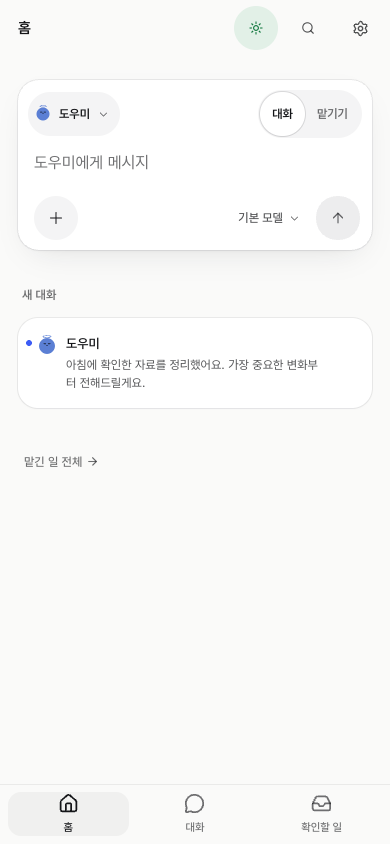 홈
도우미
대화
맡기기
도우미에게 메시지
기본 모델
새 대화
도우미
아침에 확인한 자료를 정리했어요. 가장 중요한 변화부
터 전해드릴게요.
맡긴 일 전체
홈
대화
확인할 일